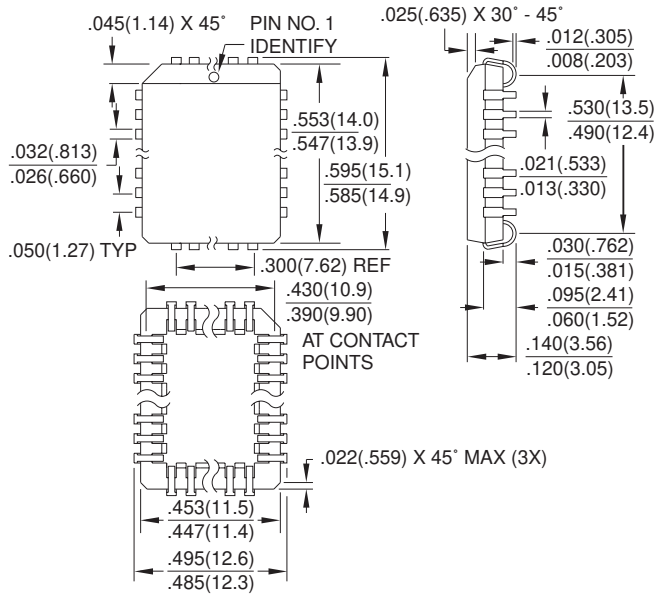 .045(1.14) X 45˚
PIN NO. 1
IDENTIFY
.025(.635) X 30˚ - 45˚
.012(.305)
.008(.203)
.553(14.0)
.547(13.9)
.530(13.5)
.490(12.4)
.032(.813)
.026(.660)
.595(15.1)
.585(14.9)
.021(.533)
.013(.330)
.050(1.27) TYP
.300(7.62) REF
.030(.762)
.015(.381)
.430(10.9)
.390(9.90)
AT CONTACT
POINTS
.095(2.41)
.060(1.52)
.140(3.56)
.120(3.05)
.022(.559) X 45˚ MAX (3X)
.453(11.5)
.447(11.4)
.495(12.6)
.485(12.3)